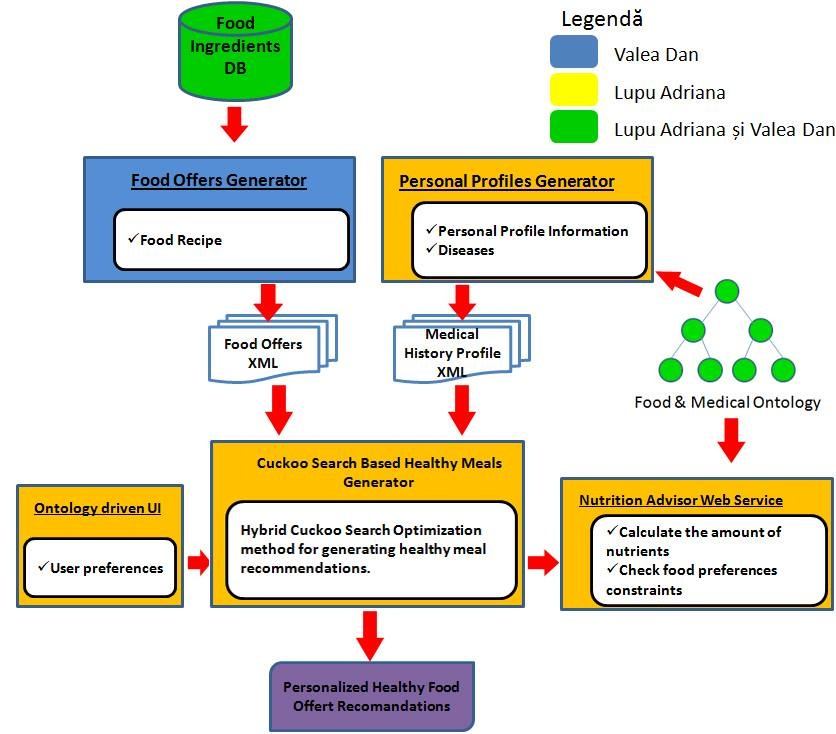 Food
Ingredients
DB
Legendă
Valea Dan
Lupu Adriana
Lupu Adriana și Valea Dan
Food Offers Generator
✓Food Recipe
Personal Profiles Generator
✓Personal Profile Information
✓Diseases
Food Offers
XML
Medical
History Profile
XML
Food & Medical Ontology
Cuckoo Search Based Healthy Meals
Generator
Hybrid Cuckoo Search Optimization
method for generating healthy meal
recommendations.
Ontology driven UI
✓User preferences
Nutrition Advisor Web Service
✓Calculate the amount of
nutrients
✓Check food preferences
constraints
Personalized Healthy Food
Offert Recomandations